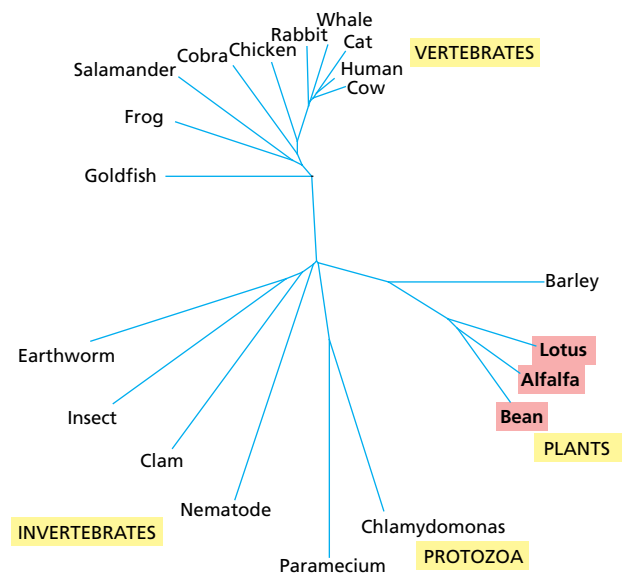 Whale
Rabbit
Cat
Chicken
Cobra
VERTEBRATES
Salamander
Human
Cow
Frog
Goldfish
Barley
Earthworm
Lotus
Alfalfa
Insect
Bean
PLANTS
Clam
Nematode
INVERTEBRATES
Chlamydomonas
PROTOZOA
Paramecium